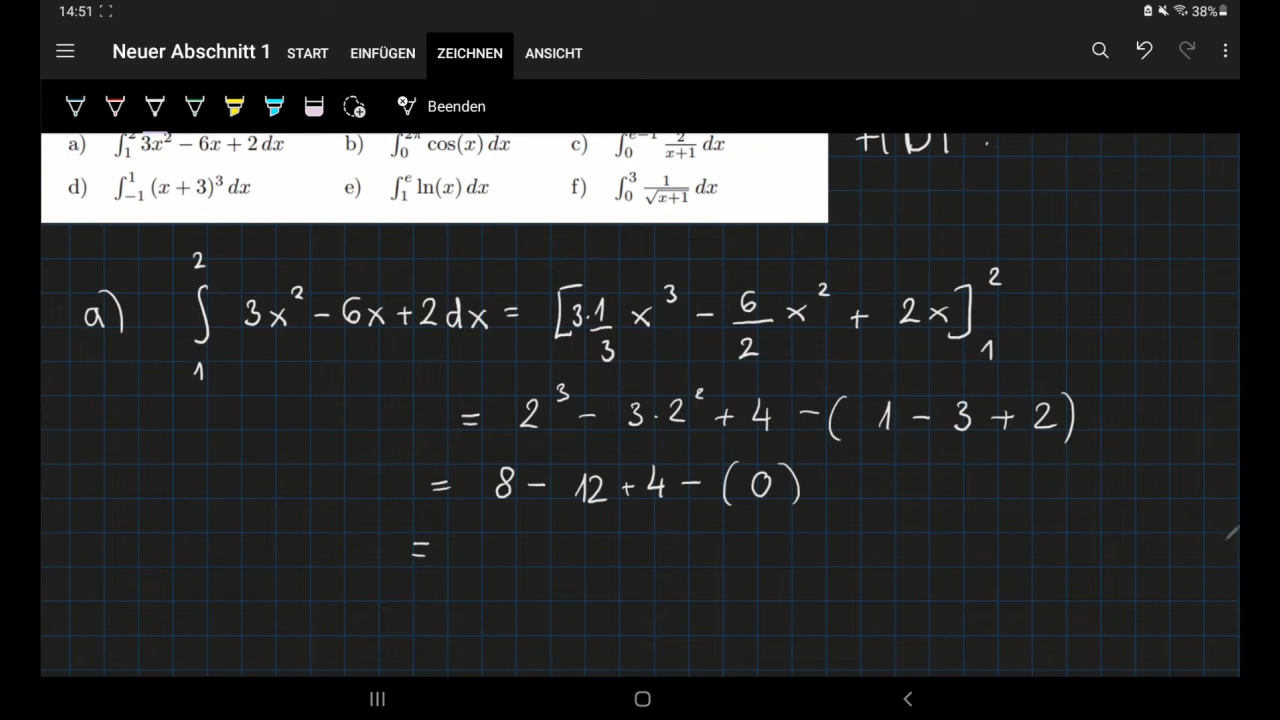 14:51 38%
Neuer Abschnitt 1 START EINFÜGEN ZEICHNEN ANSICHT
Beenden
a) ∫₁² 3x² − 6x + 2 dx b) ∫₀^{2π} cos(x) dx c) ∫₀^{e−1} 2/(x+1) dx
d) ∫₋₁¹ (x + 3)³ dx e) ∫₁^e ln(x) dx f) ∫₀³ 1/√(x+1) dx
a) ∫₁² 3x² − 6x + 2 dx = [3·1/3 x³ − 6/2 x² + 2x]₁²
= 2³ − 3·2² + 4 − (1 − 3 + 2)
= 8 − 12 + 4 − (0)
=